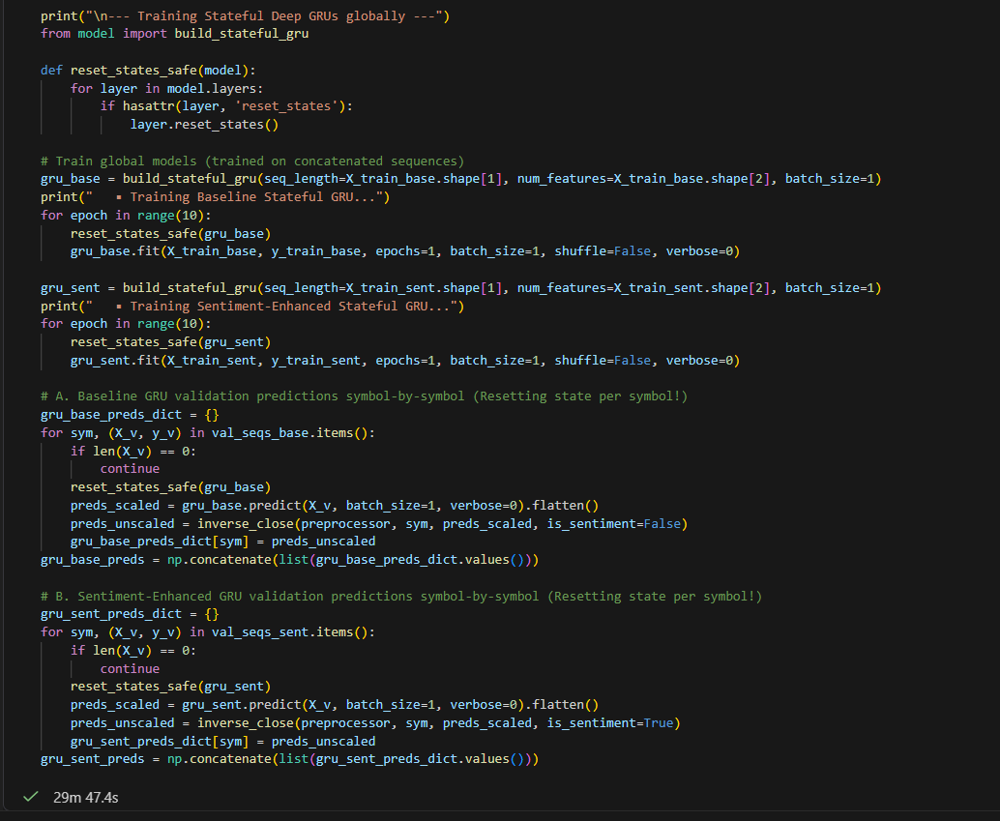 print("\n--- Training Stateful Deep GRUs globally ---")
from model import build_stateful_gru

def reset_states_safe(model):
    for layer in model.layers:
        if hasattr(layer, 'reset_states'):
            layer.reset_states()

# Train global models (trained on concatenated sequences)
gru_base = build_stateful_gru(seq_length=X_train_base.shape[1], num_features=X_train_base.shape[2], batch_size=1)
print("   ▪ Training Baseline Stateful GRU...")
for epoch in range(10):
    reset_states_safe(gru_base)
    gru_base.fit(X_train_base, y_train_base, epochs=1, batch_size=1, shuffle=False, verbose=0)

gru_sent = build_stateful_gru(seq_length=X_train_sent.shape[1], num_features=X_train_sent.shape[2], batch_size=1)
print("   ▪ Training Sentiment-Enhanced Stateful GRU...")
for epoch in range(10):
    reset_states_safe(gru_sent)
    gru_sent.fit(X_train_sent, y_train_sent, epochs=1, batch_size=1, shuffle=False, verbose=0)

# A. Baseline GRU validation predictions symbol-by-symbol (Resetting state per symbol!)
gru_base_preds_dict = {}
for sym, (X_v, y_v) in val_seqs_base.items():
    if len(X_v) == 0:
        continue
    reset_states_safe(gru_base)
    preds_scaled = gru_base.predict(X_v, batch_size=1, verbose=0).flatten()
    preds_unscaled = inverse_close(preprocessor, sym, preds_scaled, is_sentiment=False)
    gru_base_preds_dict[sym] = preds_unscaled
gru_base_preds = np.concatenate(list(gru_base_preds_dict.values()))

# B. Sentiment-Enhanced GRU validation predictions symbol-by-symbol (Resetting state per symbol!)
gru_sent_preds_dict = {}
for sym, (X_v, y_v) in val_seqs_sent.items():
    if len(X_v) == 0:
        continue
    reset_states_safe(gru_sent)
    preds_scaled = gru_sent.predict(X_v, batch_size=1, verbose=0).flatten()
    preds_unscaled = inverse_close(preprocessor, sym, preds_scaled, is_sentiment=True)
    gru_sent_preds_dict[sym] = preds_unscaled
gru_sent_preds = np.concatenate(list(gru_sent_preds_dict.values()))
29m 47.4s